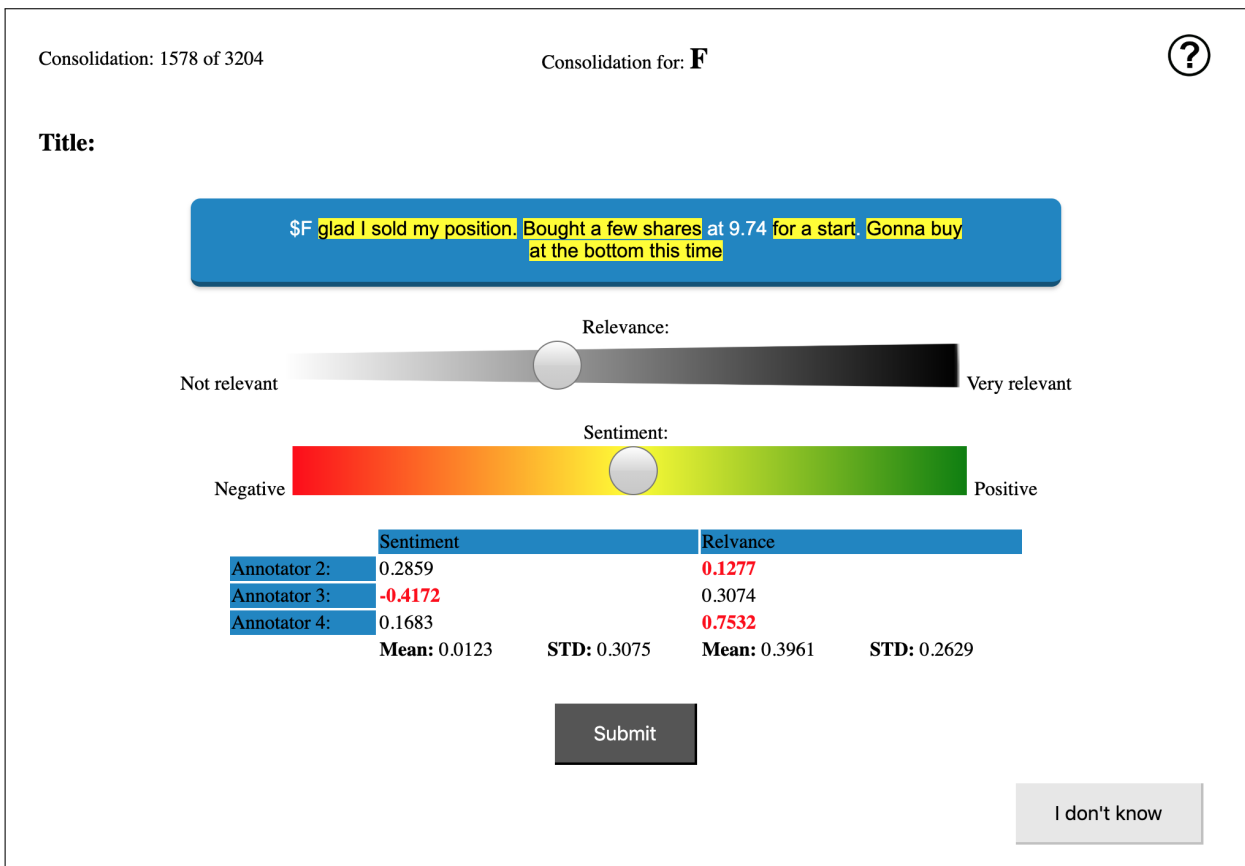 Consolidation: 1578 of 3204
Consolidation for: F
?
Title:
$F glad I sold my position. Bought a few shares at 9.74 for a start. Gonna buy
at the bottom this time
Relevance:
Not relevant
Very relevant
Sentiment:
Negative
Positive
Sentiment Relvance
Annotator 2: 0.2859 0.1277
Annotator 3: -0.4172 0.3074
Annotator 4: 0.1683 0.7532
Mean: 0.0123 STD: 0.3075 Mean: 0.3961 STD: 0.2629
Submit
I don't know